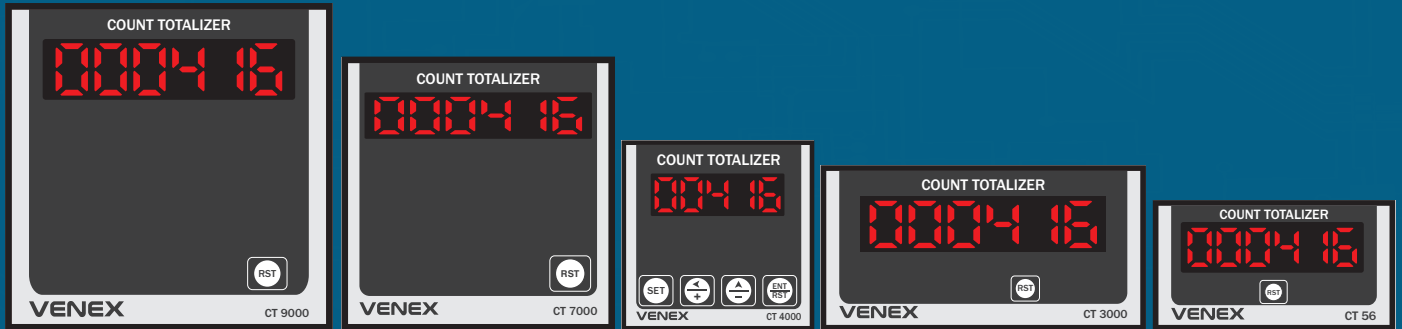 COUNT TOTALIZER
000416
RST
VENEX CT 9000
COUNT TOTALIZER
000416
RST
VENEX CT 7000
COUNT TOTALIZER
00416
SET < + ^ − ENT RST
VENEX CT 4000
COUNT TOTALIZER
000416
RST
VENEX CT 3000
COUNT TOTALIZER
000416
RST
VENEX CT 56